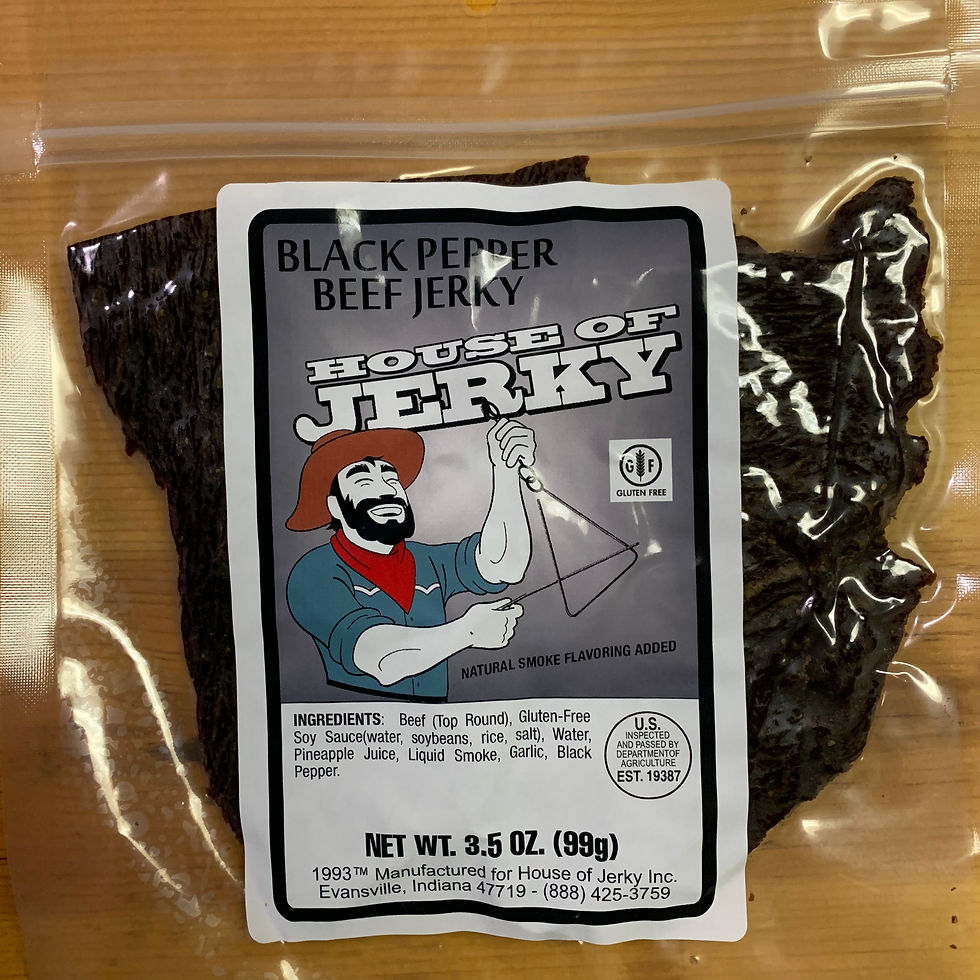 BLACK PEPPER
BEEF JERKY
HOUSE OF
JERKY
G F
GLUTEN FREE
NATURAL SMOKE FLAVORING ADDED
INGREDIENTS: Beef (Top Round), Gluten-Free
Soy Sauce(water, soybeans, rice, salt), Water,
Pineapple Juice, Liquid Smoke, Garlic, Black
Pepper.
U.S.
INSPECTED
AND PASSED BY
DEPARTMENTOF
AGRICULTURE
EST. 19387
NET WT. 3.5 OZ. (99g)
1993™ Manufactured for House of Jerky Inc.
Evansville, Indiana 47719 - (888) 425-3759